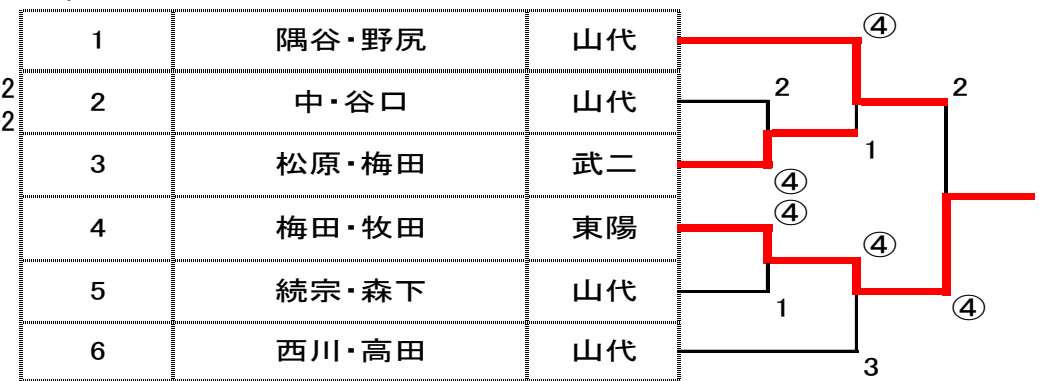 1 隅谷・野尻 山代 ④
2 2 中・谷口 山代 2 2
2
1
3 松原・梅田 武二 ④
4 梅田・牧田 東陽 ④
④
5 続宗・森下 山代 1 ④
6 西川・高田 山代 3